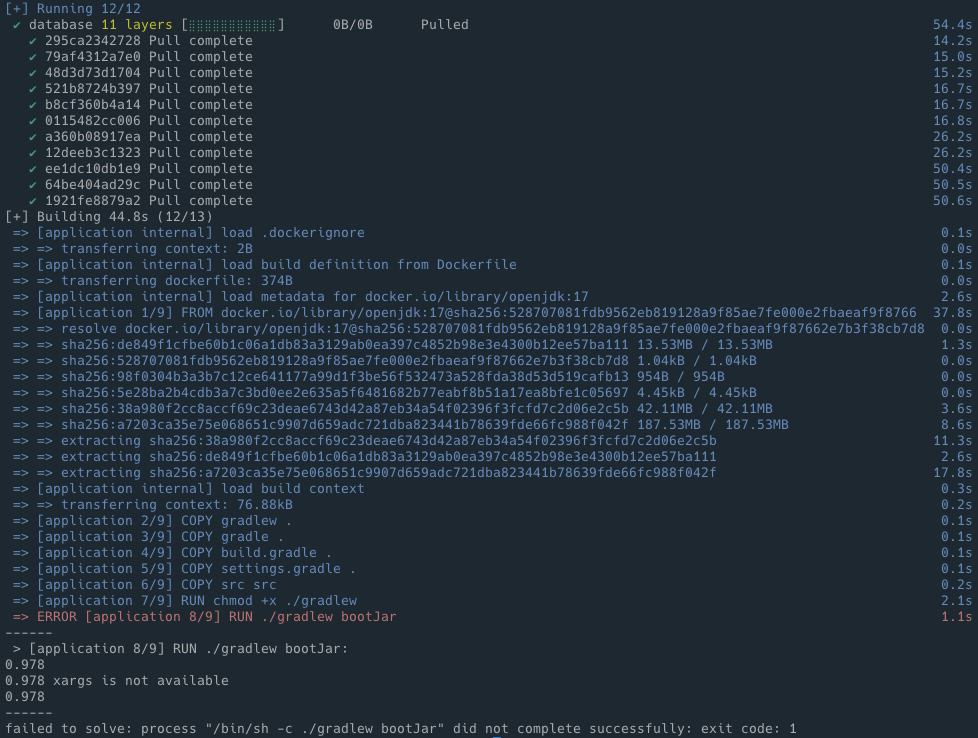 [+] Running 12/12
✔ database 11 layers [⣿⣿⣿⣿⣿⣿⣿⣿⣿⣿⣿] 0B/0B Pulled 54.4s
✔ 295ca2342728 Pull complete 14.2s
✔ 79af4312a7e0 Pull complete 15.0s
✔ 48d3d73d1704 Pull complete 15.2s
✔ 521b8724b397 Pull complete 16.7s
✔ b8cf360b4a14 Pull complete 16.7s
✔ 0115482cc006 Pull complete 16.8s
✔ a360b08917ea Pull complete 26.2s
✔ 12deeb3c1323 Pull complete 26.2s
✔ ee1dc10db1e9 Pull complete 50.4s
✔ 64be404ad29c Pull complete 50.5s
✔ 1921fe8879a2 Pull complete 50.6s
[+] Building 44.8s (12/13)
=> [application internal] load .dockerignore 0.1s
=> => transferring context: 2B 0.0s
=> [application internal] load build definition from Dockerfile 0.1s
=> => transferring dockerfile: 374B 0.0s
=> [application internal] load metadata for docker.io/library/openjdk:17 2.6s
=> [application 1/9] FROM docker.io/library/openjdk:17@sha256:528707081fdb9562eb819128a9f85ae7fe000e2fbaeaf9f8766 37.8s
=> => resolve docker.io/library/openjdk:17@sha256:528707081fdb9562eb819128a9f85ae7fe000e2fbaeaf9f87662e7b3f38cb7d8 0.0s
=> => sha256:de849f1cfbe60b1c06a1db83a3129ab0ea397c4852b98e3e4300b12ee57ba111 13.53MB / 13.53MB 1.3s
=> => sha256:528707081fdb9562eb819128a9f85ae7fe000e2fbaeaf9f87662e7b3f38cb7d8 1.04kB / 1.04kB 0.0s
=> => sha256:98f0304b3a3b7c12ce641177a99d1f3be56f532473a528fda38d53d519cafb13 954B / 954B 0.0s
=> => sha256:5e28ba2b4cdb3a7c3bd0ee2e635a5f6481682b77eabf8b51a17ea8bfe1c05697 4.45kB / 4.45kB 0.0s
=> => sha256:38a980f2cc8accf69c23deae6743d42a87eb34a54f02396f3fcfd7c2d06e2c5b 42.11MB / 42.11MB 3.6s
=> => sha256:a7203ca35e75e068651c9907d659adc721dba823441b78639fde66fc988f042f 187.53MB / 187.53MB 8.6s
=> => extracting sha256:38a980f2cc8accf69c23deae6743d42a87eb34a54f02396f3fcfd7c2d06e2c5b 11.3s
=> => extracting sha256:de849f1cfbe60b1c06a1db83a3129ab0ea397c4852b98e3e4300b12ee57ba111 2.6s
=> => extracting sha256:a7203ca35e75e068651c9907d659adc721dba823441b78639fde66fc988f042f 17.8s
=> [application internal] load build context 0.3s
=> => transferring context: 76.88kB 0.2s
=> [application 2/9] COPY gradlew . 0.1s
=> [application 3/9] COPY gradle . 0.1s
=> [application 4/9] COPY build.gradle . 0.1s
=> [application 5/9] COPY settings.gradle . 0.1s
=> [application 6/9] COPY src src 0.2s
=> [application 7/9] RUN chmod +x ./gradlew 2.1s
=> ERROR [application 8/9] RUN ./gradlew bootJar 1.1s
------
> [application 8/9] RUN ./gradlew bootJar:
0.978
0.978 xargs is not available
0.978
------
failed to solve: process "/bin/sh -c ./gradlew bootJar" did not complete successfully: exit code: 1